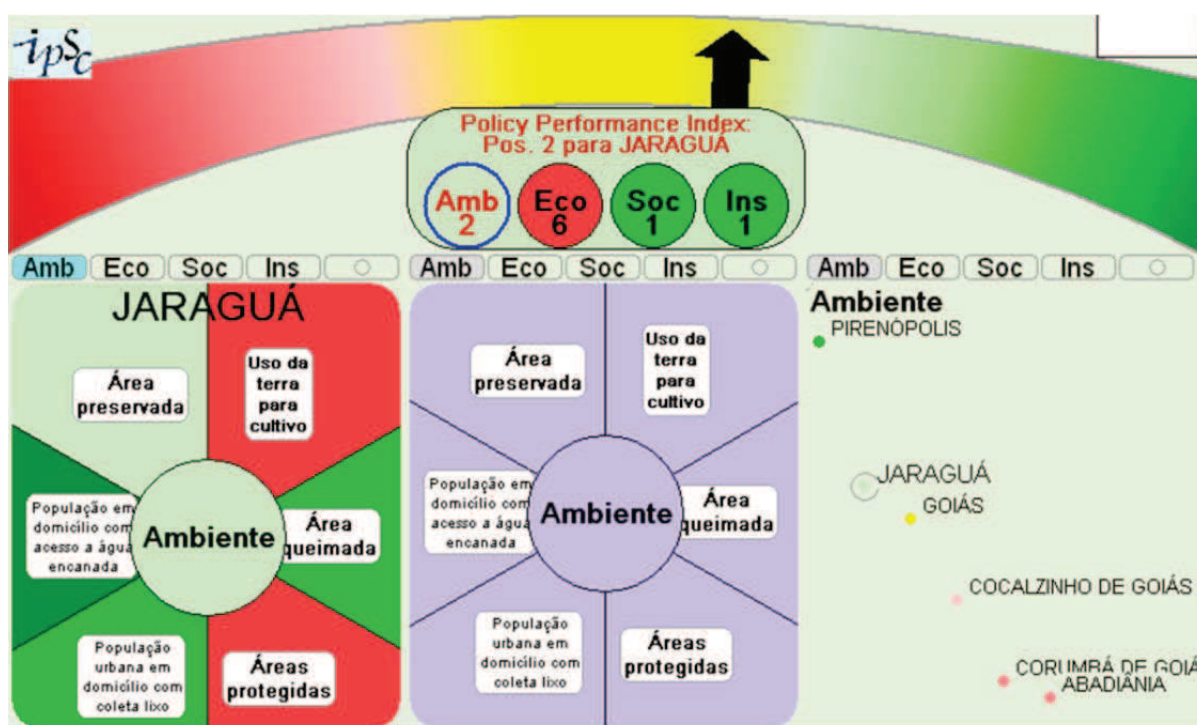 ipSc
Policy Performance Index:
Pos. 2 para JARAGUÁ
Amb
2
Eco
6
Soc
1
Ins
1
Amb Eco Soc Ins
Amb Eco Soc Ins
Amb Eco Soc Ins
JARAGUÁ
Área
preservada
Uso da
terra
para
cultivo
População em
domicílio com
acesso a água
encanada
Ambiente
Área
queimada
População
urbana em
domicílio com
coleta lixo
Áreas
protegidas
Área
preservada
Uso da
terra
para
cultivo
População em
domicílio com
acesso a água
encanada
Ambiente
Área
queimada
População
urbana em
domicílio com
coleta lixo
Áreas
protegidas
Ambiente
PIRENÓPOLIS
JARAGUÁ
GOIÁS
COCALZINHO DE GOIÁS
CORUMBÁ DE GOIÁ
ABADIÂNIA